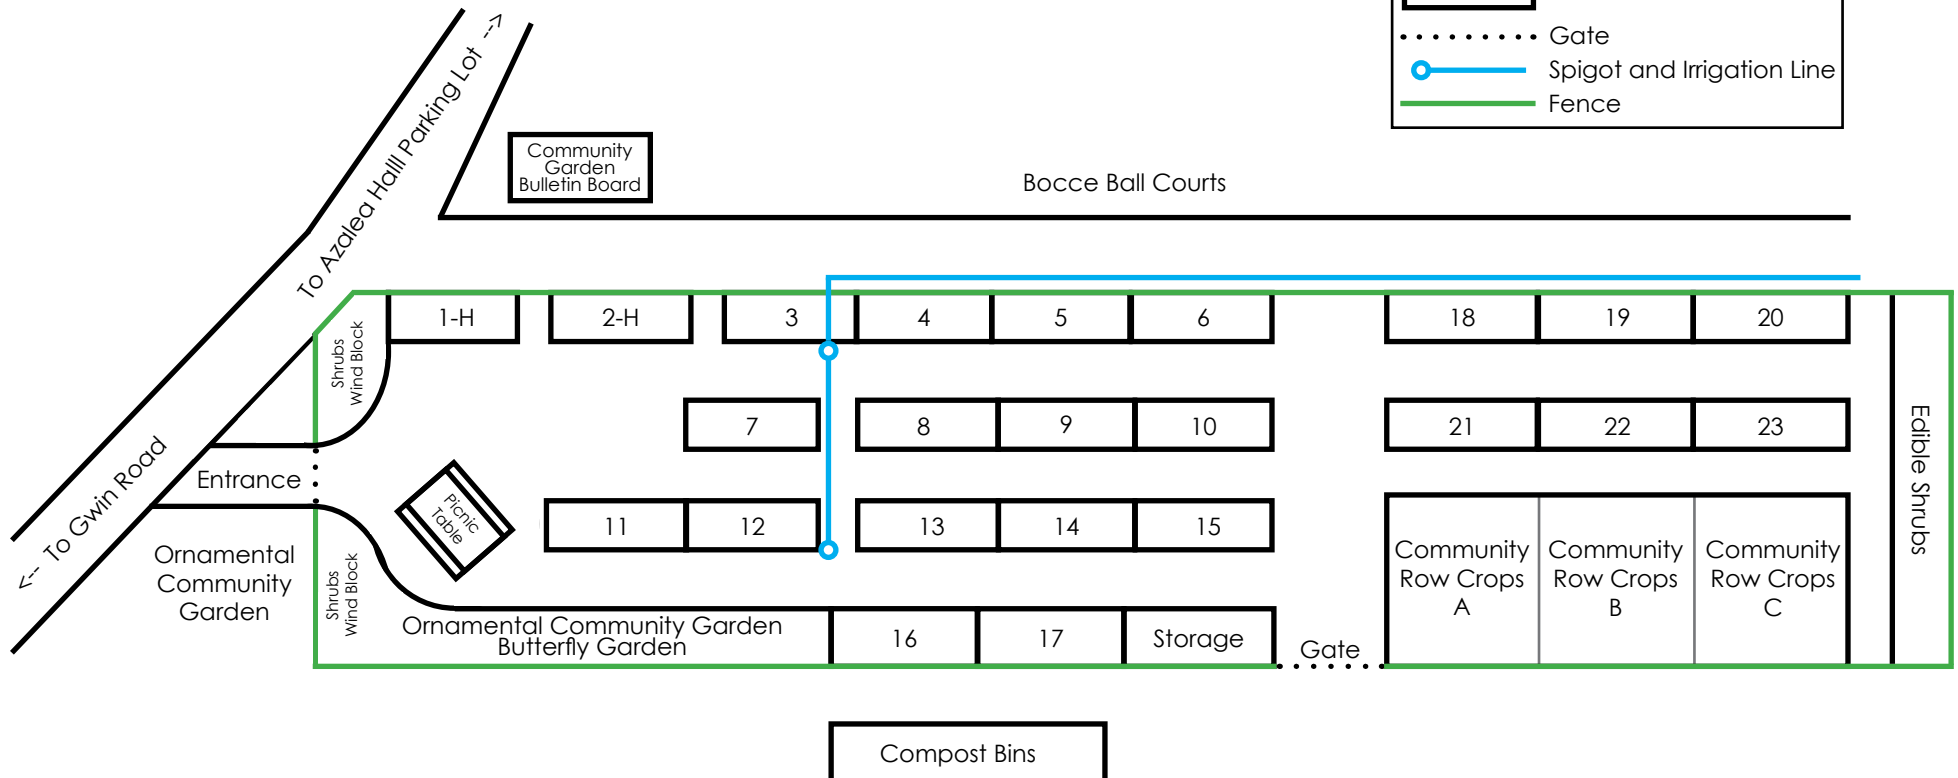 Gate
Spigot and Irrigation Line
Fence
To Azalea Halll Parking Lot -->
<-- To Gwin Road
Community
Garden
Bulletin Board
Bocce Ball Courts
Shrubs
Wind Block
1-H
2-H
3
4
5
6
18
19
20
7
8
9
10
21
22
23
Edible Shrubs
Entrance
Picnic
Table
11
12
13
14
15
Community
Row Crops
A
Community
Row Crops
B
Community
Row Crops
C
Ornamental
Community
Garden
Shrubs
Wind Block
Ornamental Community Garden
Butterfly Garden
16
17
Storage
Gate
Compost Bins